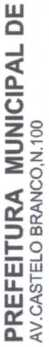 PREFEITURA MUNICIPAL DE
AV.CASTELO BRANCO,N.100